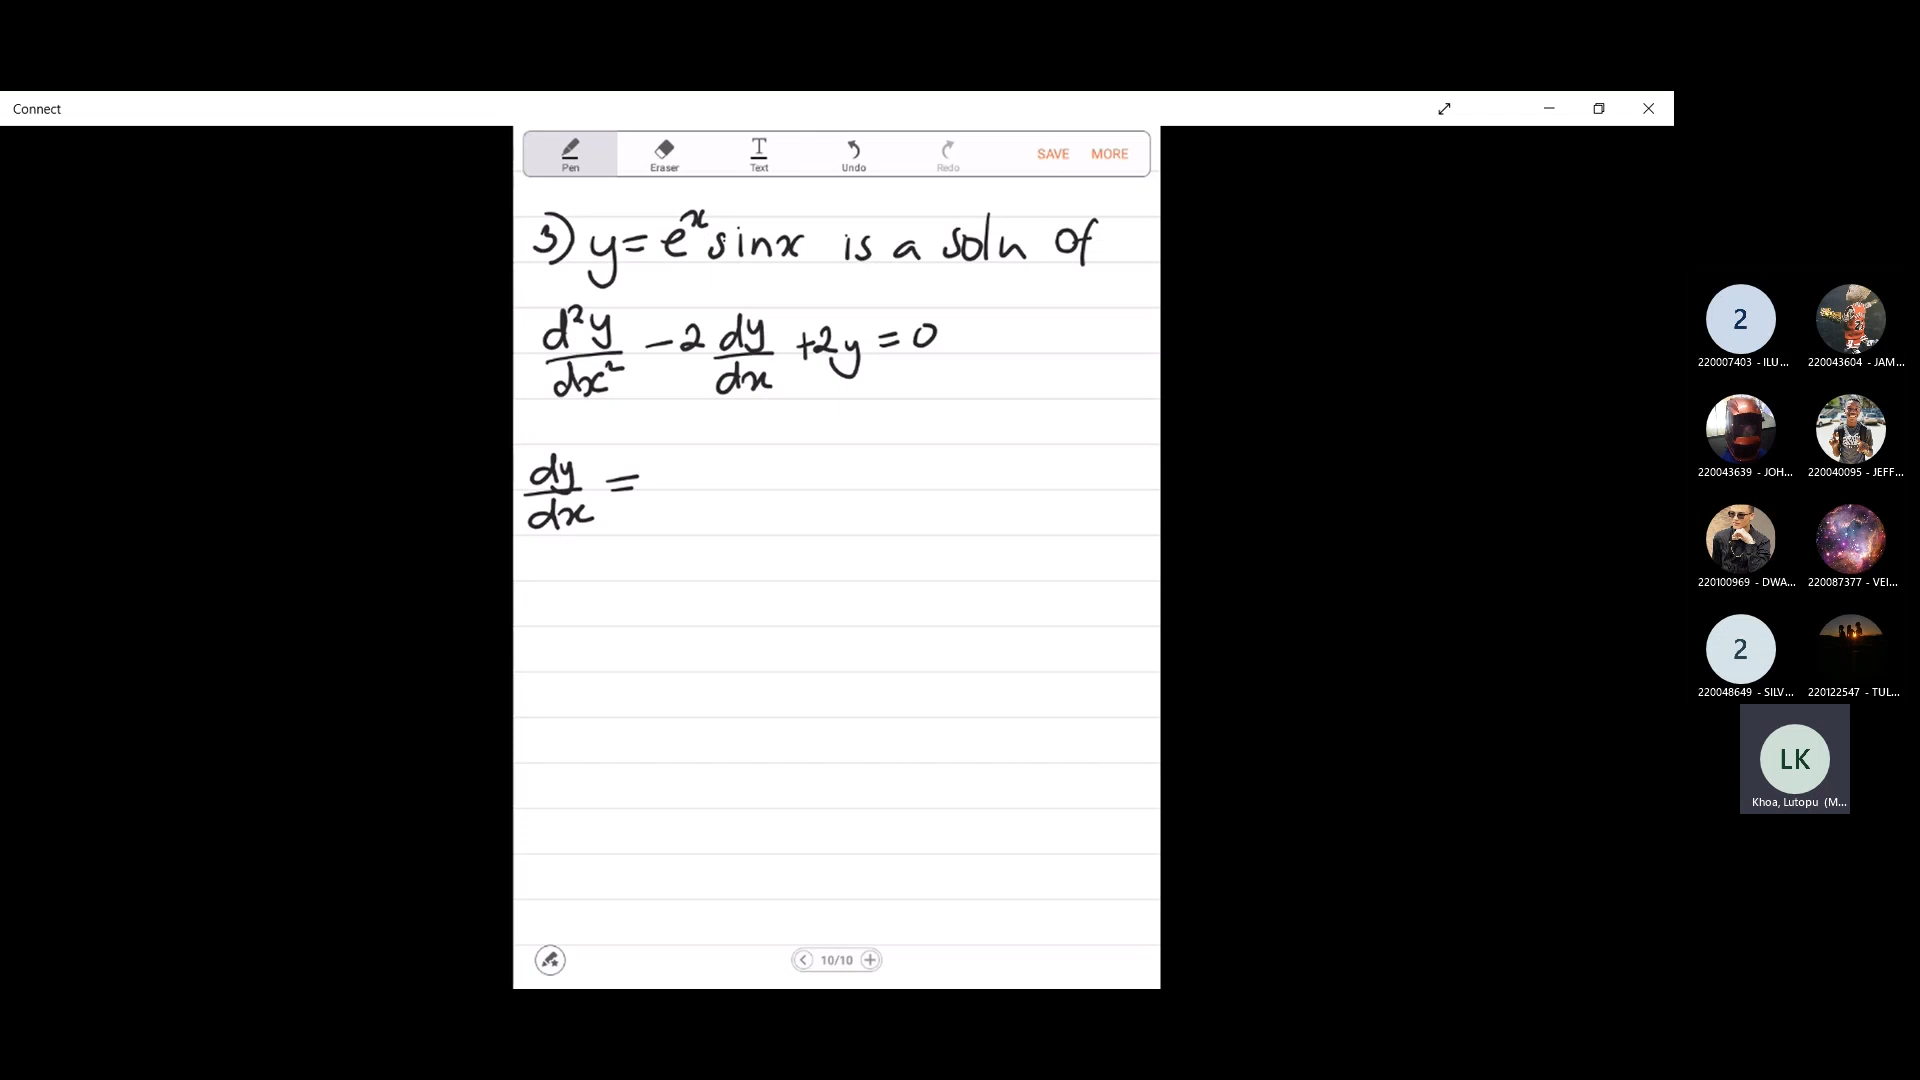 Connect
Pen Eraser Text Undo Redo SAVE MORE
3) y = e^x sinx is a soln of
d²y/dx² - 2 dy/dx + 2y = 0
dy/dx =
10/10
2
220007403 - ILU...
220043604 - JAM...
220043639 - JOH...
220040095 - JEFF...
220100969 - DWA...
220087377 - VEI...
2
220048649 - SILV...
220122547 - TUL...
LK
Khoa, Lutopu (M...